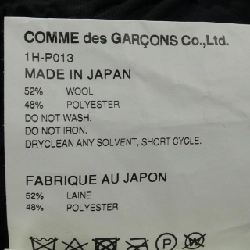 COMME des GARÇONS Co.,Ltd.
1H-P013
MADE IN JAPAN
52% WOOL
48% POLYESTER
DO NOT WASH.
DO NOT IRON.
DRYCLEAN ANY SOLVENT, SHORT CYCLE.
FABRIQUE AU JAPON
52% LAINE
48% POLYESTER